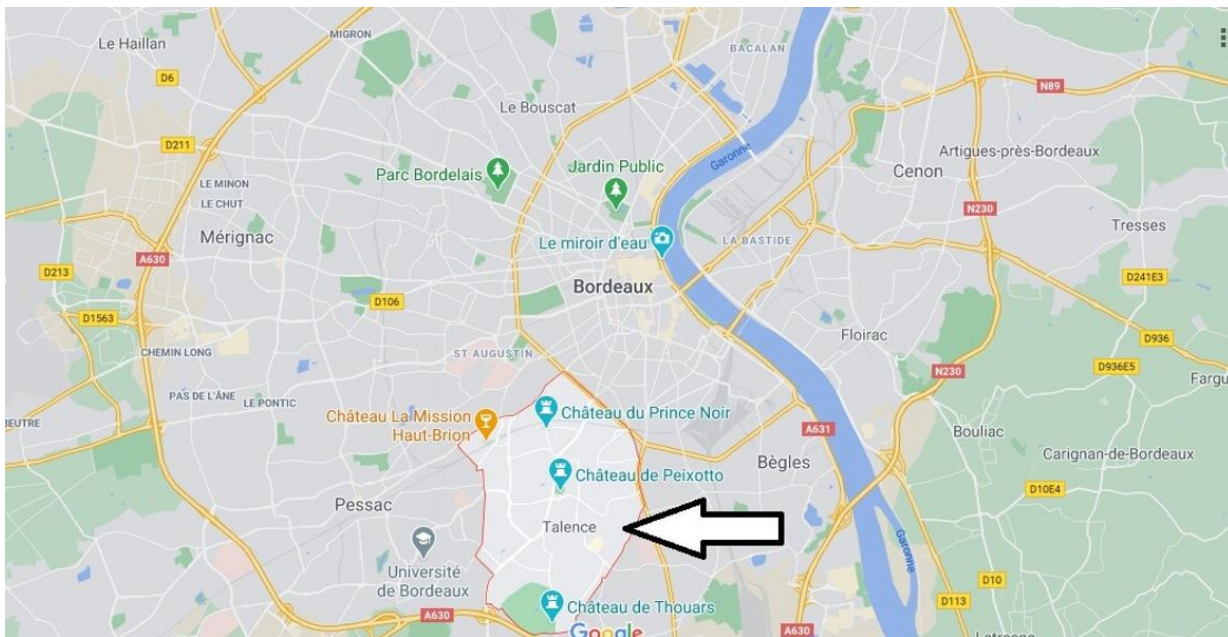 MIGRON
Le Haillan
BACALAN
D6
N89
Le Bouscat
D211
Garonne
Artigues-près-Bordeaux
Jardin Public
Parc Bordelais
Cenon
LE MINON
LE CHUT
N230
Tresses
Mérignac
Le miroir d'eau
LA BASTIDE
A630
D213
D241E3
Bordeaux
D106
D1563
Floirac
D936
CHEMIN LONG
ST AUGUSTIN
D936E5
N230
Fargu
PAS DE L'ÂNE
LE PONTIC
Château La Mission
Haut-Brion
Château du Prince Noir
BEUTRE
A631
Bouliac
Carignan-de-Bordeaux
Bègles
Château de Peixotto
D10E4
Pessac
Talence
Garonne
Université
de Bordeaux
D10
D113
Château de Thouars
A630
Google
A630